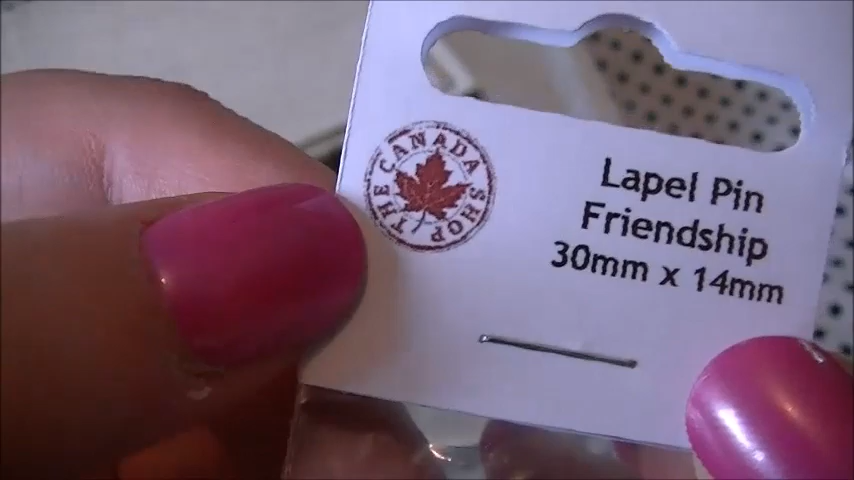 THE CANADA SHOP
Lapel Pin
Friendship
30mm x 14mm